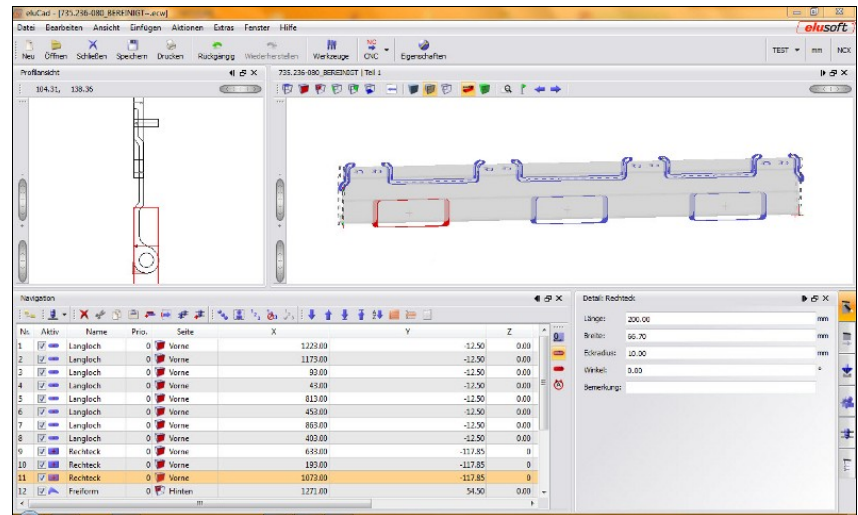 eluCad - [735.236-080_BEREINIGT-.ecw]
Datei Bearbeiten Ansicht Einfügen Aktionen Extras Fenster Hilfe
elusoft
Neu Öffnen Schließen Speichern Drucken Rückgängg Wiederherstellen Werkzeuge CNC Eigenschaften
TEST mm NCX
Profilansicht
735.236-080_BEREINIGT | Teil 1
104.31, 138.36
Navigation
Detail: Rechteck
Nr. Aktiv Name Prio. Seite X Y Z
1 Langloch 0 Vorne 1223.00 -12.50 0.00
2 Langloch 0 Vorne 1173.00 -12.50 0.00
3 Langloch 0 Vorne 93.00 -12.50 0.00
4 Langloch 0 Vorne 43.00 -12.50 0.00
5 Langloch 0 Vorne 813.00 -12.50 0.00
6 Langloch 0 Vorne 453.00 -12.50 0.00
7 Langloch 0 Vorne 863.00 -12.50 0.00
8 Langloch 0 Vorne 403.00 -12.50 0.00
9 Rechteck 0 Vorne 633.00 -117.85 0
10 Rechteck 0 Vorne 193.00 -117.85 0
11 Rechteck 0 Vorne 1073.00 -117.85 0
12 Freiform 0 Hinten 1271.00 54.50 0.00
Länge: 200.00 mm
Breite: 66.70 mm
Eckradius: 10.00 mm
Winkel: 0.00 °
Bemerkung: